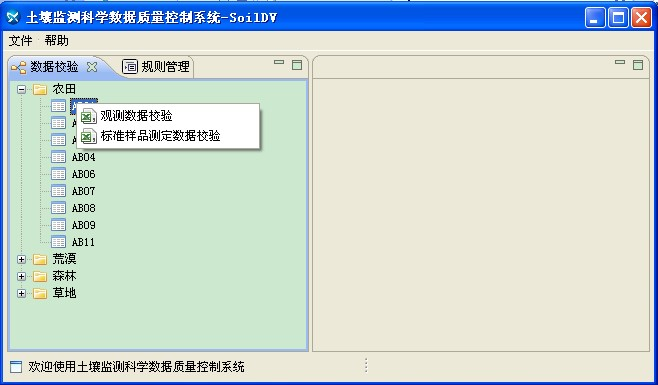 土壤监测科学数据质量控制系统-SoilDV
文件 帮助
数据校验 规则管理
农田
观测数据校验
标准样品测定数据校验
AB04
AB06
AB07
AB08
AB09
AB11
荒漠
森林
草地
欢迎使用土壤监测科学数据质量控制系统